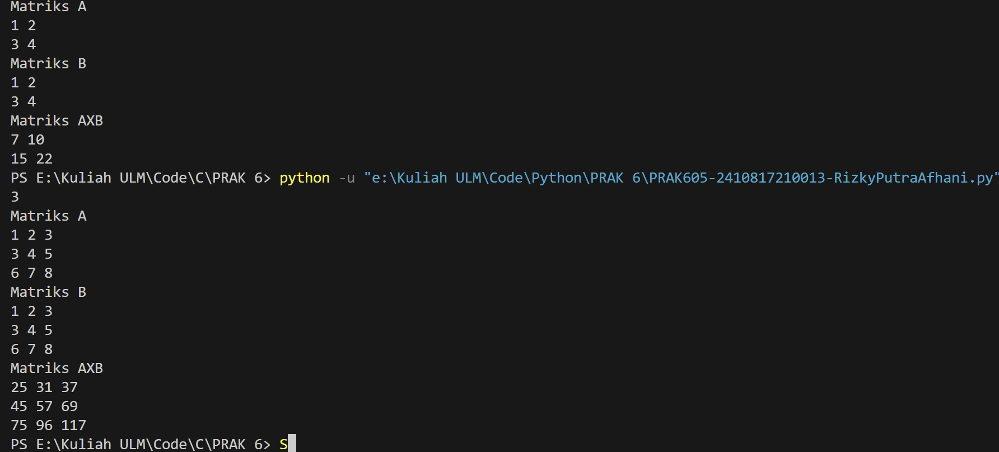 Matriks A
1 2
3 4
Matriks B
1 2
3 4
Matriks AXB
7 10
15 22
PS E:\Kuliah ULM\Code\C\PRAK 6> python -u "e:\Kuliah ULM\Code\Python\PRAK 6\PRAK605-2410817210013-RizkyPutraAfhani.py"
3
Matriks A
1 2 3
3 4 5
6 7 8
Matriks B
1 2 3
3 4 5
6 7 8
Matriks AXB
25 31 37
45 57 69
75 96 117
PS E:\Kuliah ULM\Code\C\PRAK 6> S